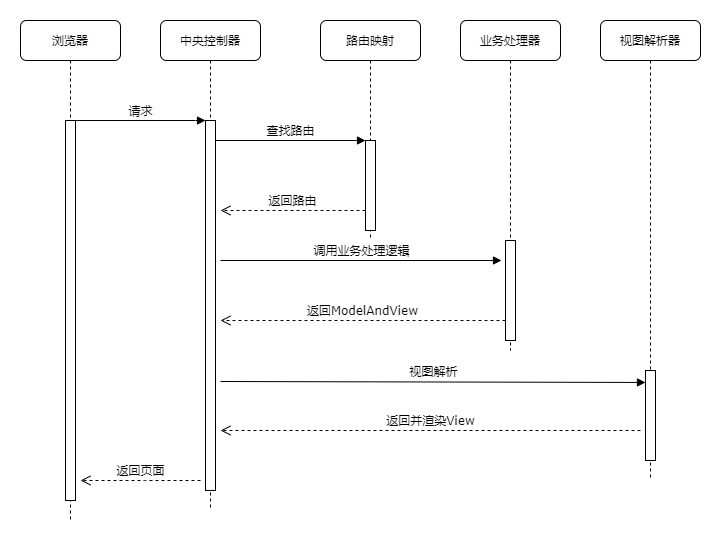 浏览器
中央控制器
路由映射
业务处理器
视图解析器
请求
查找路由
返回路由
调用业务处理逻辑
返回ModelAndView
视图解析
返回并渲染View
返回页面